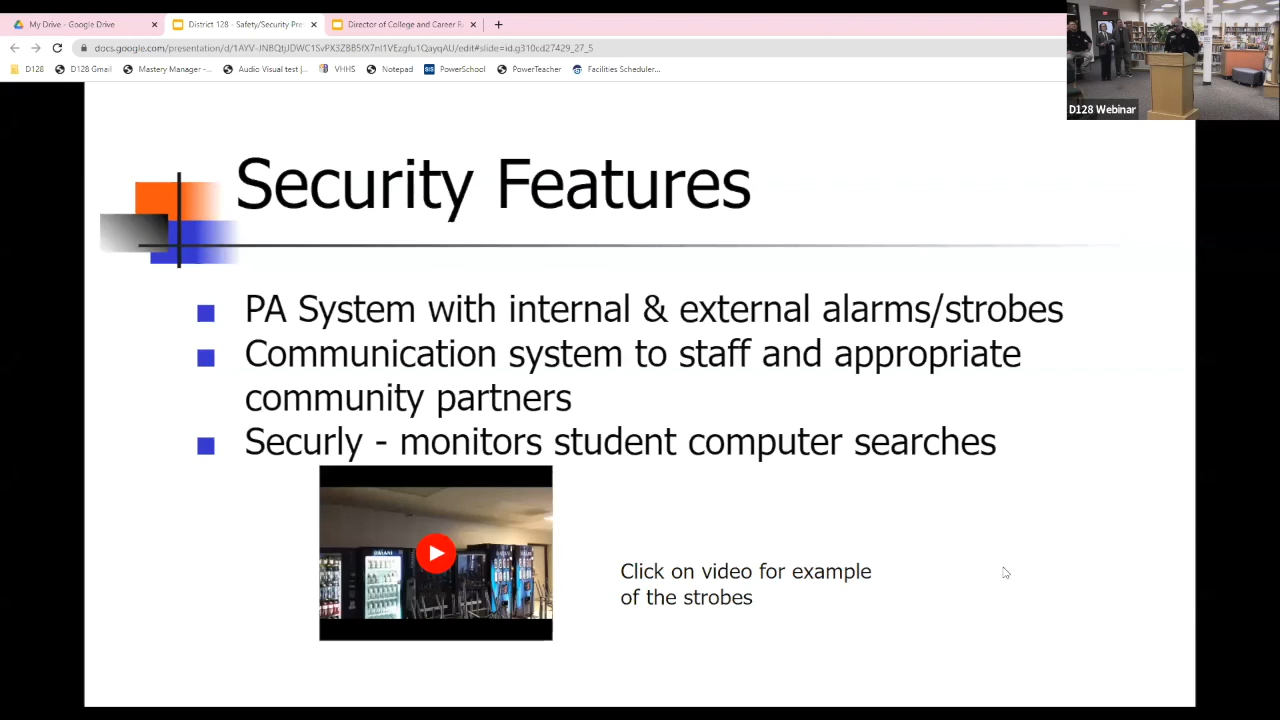 My Drive - Google Drive
District 128 - Safety/Security Pre
Director of College and Career R
D128
D128 Gmail
Mastery Manager -...
Audio Visual test |...
VHHS
Notepad
SIS PowerSchool
PowerTeacher
Facilities Scheduler...
D128 Webinar
Security Features
PA System with internal & external alarms/strobes
Communication system to staff and appropriate
community partners
Securly - monitors student computer searches
Click on video for example
of the strobes